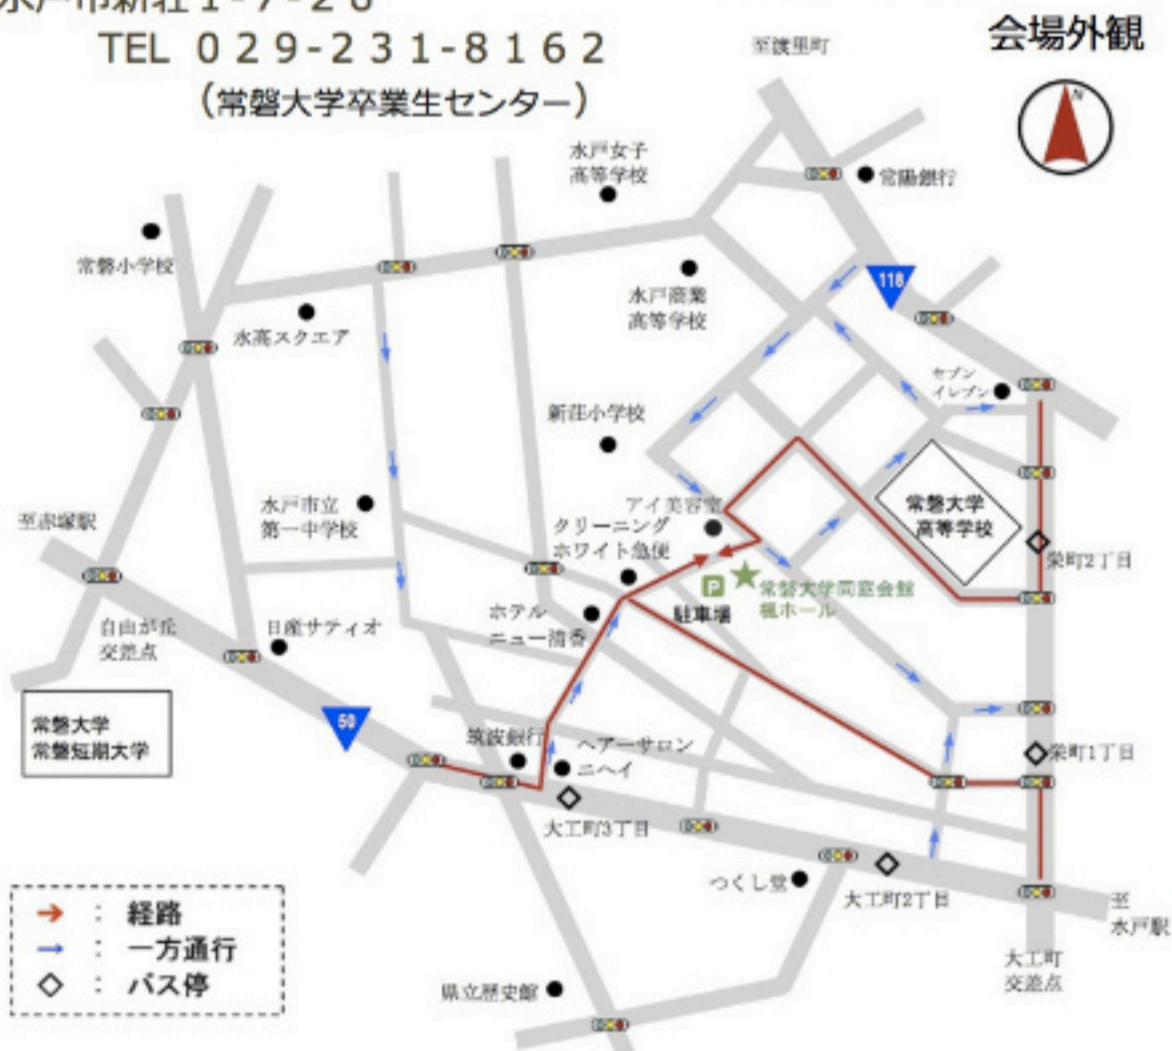 水戸市新荘1-7-26
TEL 029-231-8162
(常磐大学卒業生センター)
会場外観
至渡里町
N
水戸女子
高等学校
常陽銀行
常磐小学校
118
水戸商業
高等学校
水高スクエア
セブン
イレブン
新荘小学校
水戸市立
第一中学校
アイ美容室
常磐大学
高等学校
至赤塚駅
クリーニング
ホワイト急便
栄町2丁目
P
常磐大学同窓会館
楓ホール
駐車場
ホテル
ニュー清香
自由が丘
交差点
日産サティオ
常磐大学
常磐短期大学
50
筑波銀行
ヘアーサロン
ニヘイ
栄町1丁目
大工町3丁目
つくし堂
大工町2丁目
至
水戸駅
→ : 経路
→ : 一方通行
◇ : バス停
大工町
交差点
県立歴史館